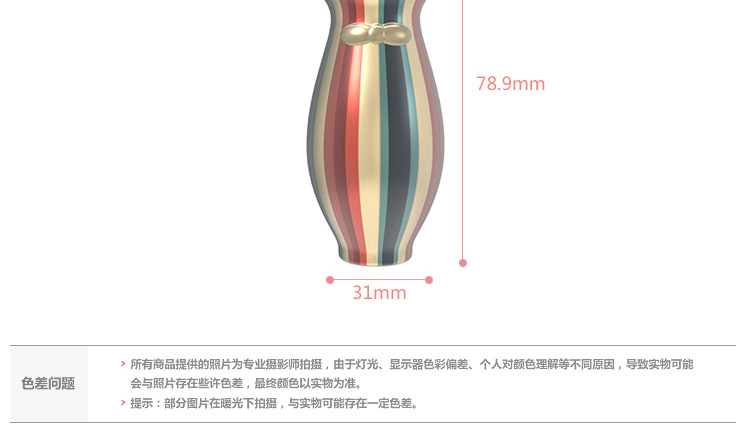 78.9mm
31mm
色差问题
所有商品提供的照片为专业摄影师拍摄，由于灯光、显示器色彩偏差、个人对颜色理解等不同原因，导致实物可能
会与照片存在些许色差，最终颜色以实物为准。
提示：部分图片在暖光下拍摄，与实物可能存在一定色差。